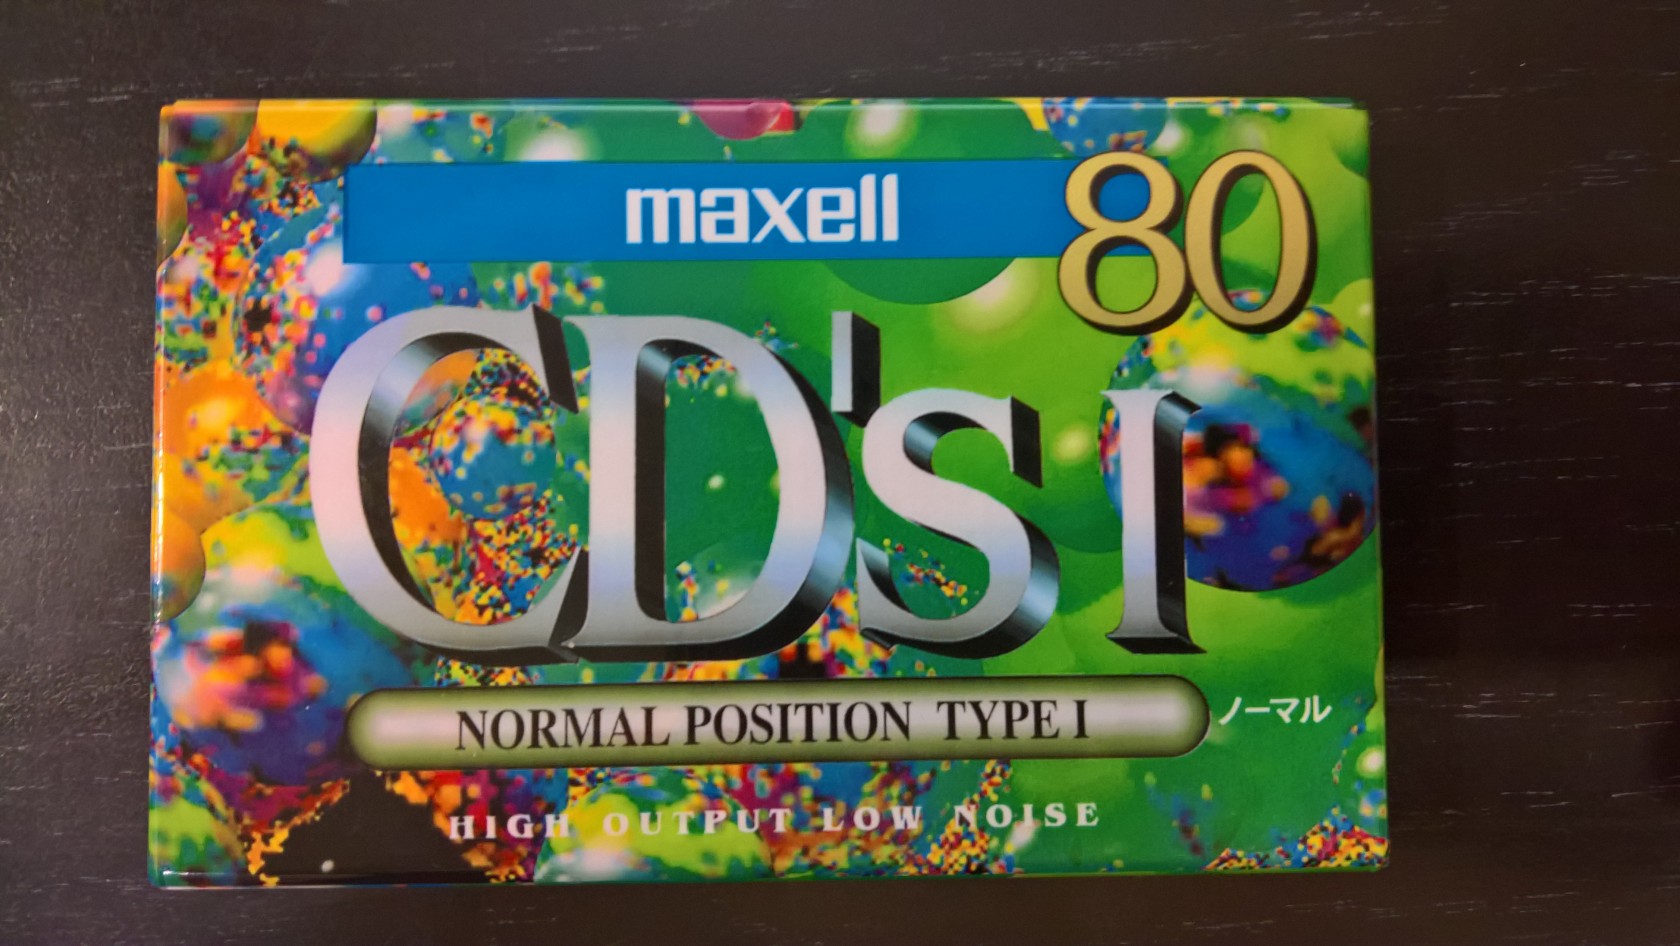 maxell
80
CD'S I
NORMAL POSITION TYPE I
ノーマル
HIGH OUTPUT LOW NOISE